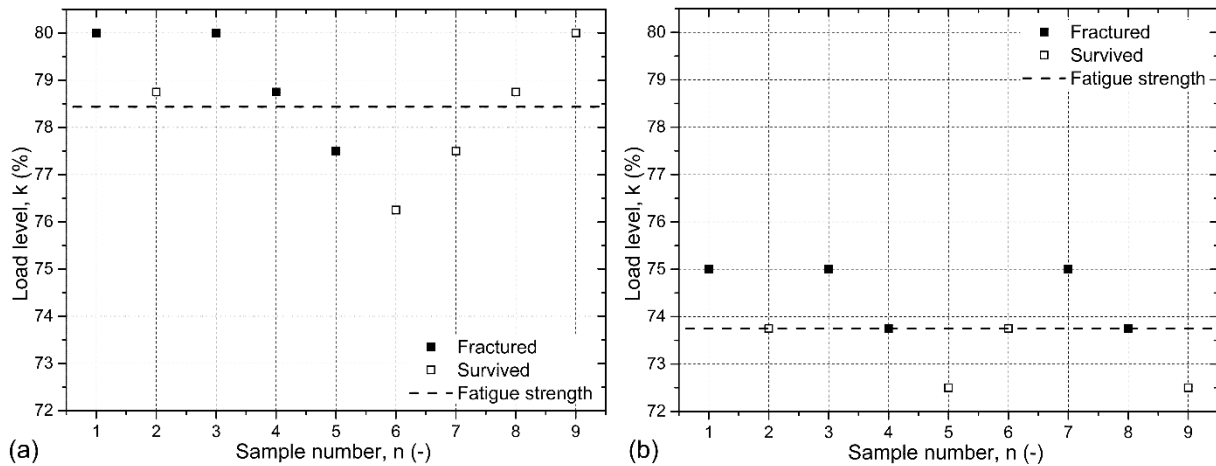 80
79
78
77
76
75
74
73
72
Load level, k (%)
Fractured
Survived
Fatigue strength
1 2 3 4 5 6 7 8 9
Sample number, n (-)
(a)
80
79
78
77
76
75
74
73
72
Load level, k (%)
Fractured
Survived
Fatigue strength
1 2 3 4 5 6 7 8 9
Sample number, n (-)
(b)